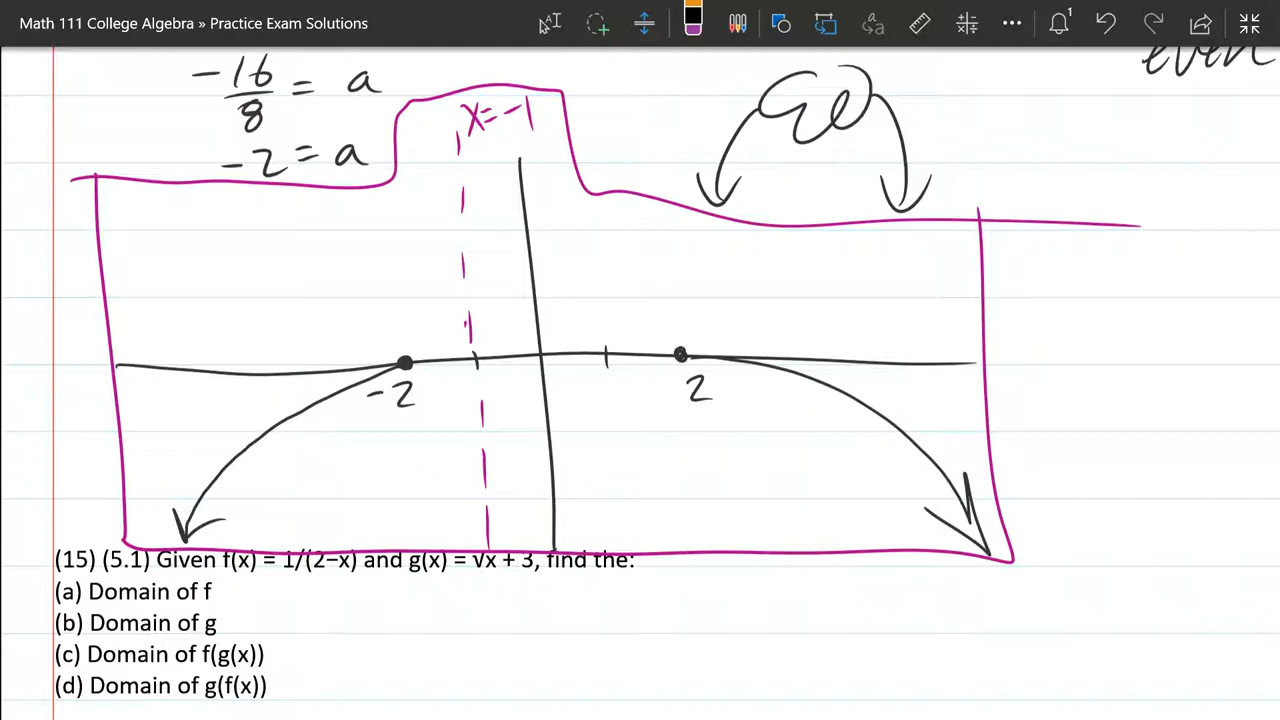 Math 111 College Algebra » Practice Exam Solutions
even
-16/8 = a
x=-1
-2 = a
-2
2
(15) (5.1) Given f(x) = 1/(2−x) and g(x) = √x + 3, find the:
(a) Domain of f
(b) Domain of g
(c) Domain of f(g(x))
(d) Domain of g(f(x))